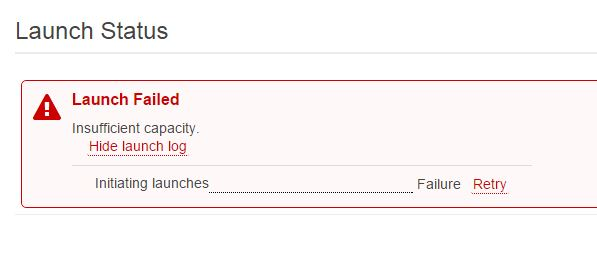 Launch Status
Launch Failed
Insufficient capacity.
Hide launch log
Initiating launches Failure Retry